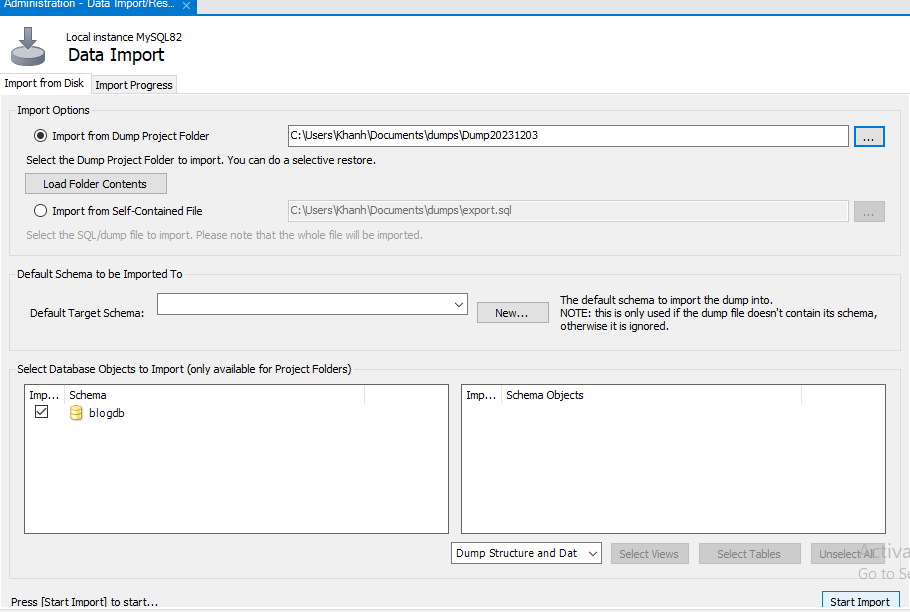 Administration - Data Import/Res...
Local instance MySQL82
Data Import
Import from Disk
Import Progress
Import Options
Import from Dump Project Folder
C:\Users\Khanh\Documents\dumps\Dump20231203
...
Select the Dump Project Folder to import. You can do a selective restore.
Load Folder Contents
Import from Self-Contained File
C:\Users\Khanh\Documents\dumps\export.sql
...
Select the SQL/dump file to import. Please note that the whole file will be imported.
Default Schema to be Imported To
Default Target Schema:
New...
The default schema to import the dump into.
NOTE: this is only used if the dump file doesn't contain its schema,
otherwise it is ignored.
Select Database Objects to Import (only available for Project Folders)
Imp... Schema
blogdb
Imp... Schema Objects
Dump Structure and Dat
Select Views
Select Tables
Unselect All
Activa
Go to Se
Press [Start Import] to start...
Start Import